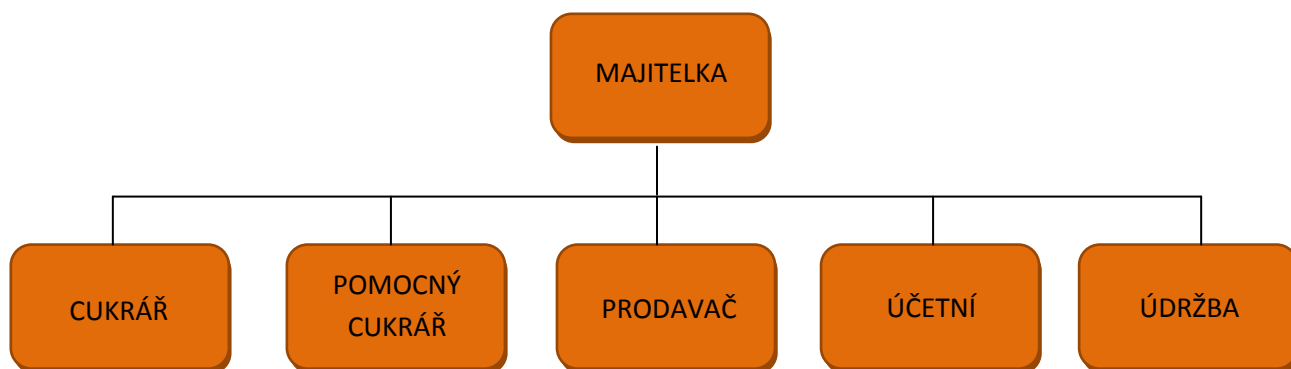 MAJITELKA
CUKRÁŘ
POMOCNÝ
CUKRÁŘ
PRODAVAČ
ÚČETNÍ
ÚDRŽBA